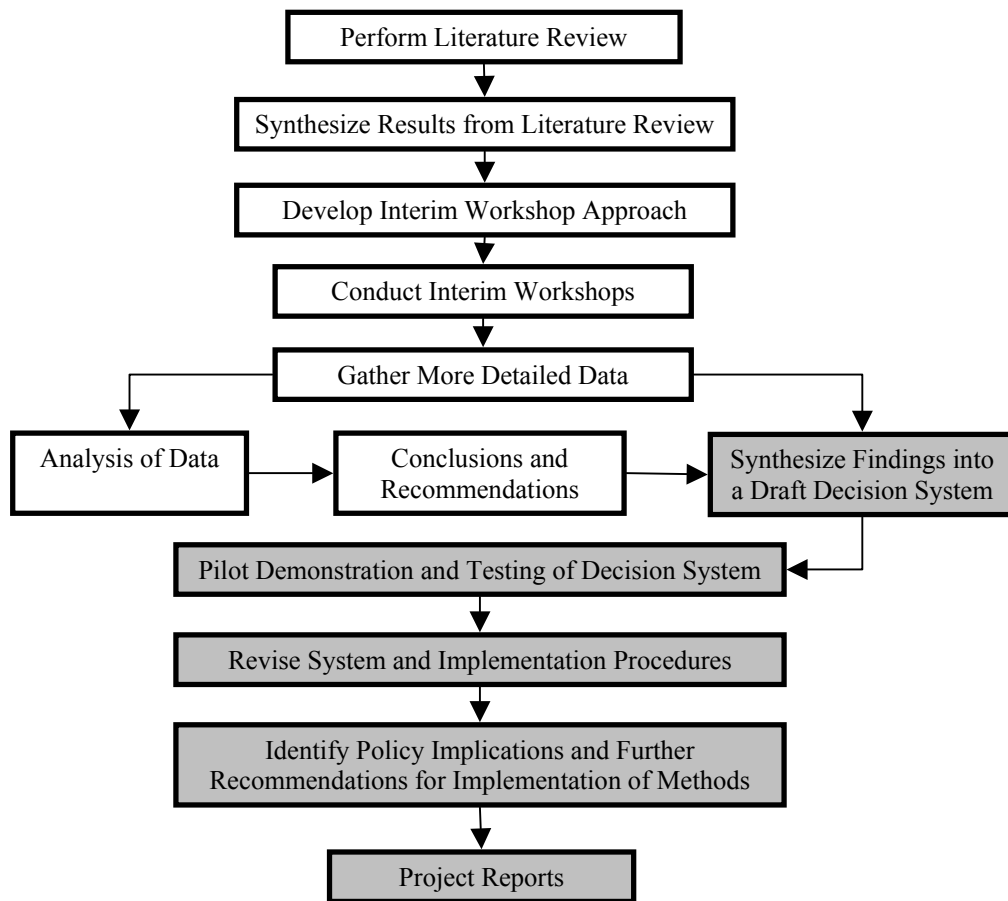 Perform Literature Review
Synthesize Results from Literature Review
Develop Interim Workshop Approach
Conduct Interim Workshops
Gather More Detailed Data
Analysis of Data
Conclusions and
Recommendations
Synthesize Findings into
a Draft Decision System
Pilot Demonstration and Testing of Decision System
Revise System and Implementation Procedures
Identify Policy Implications and Further
Recommendations for Implementation of Methods
Project Reports